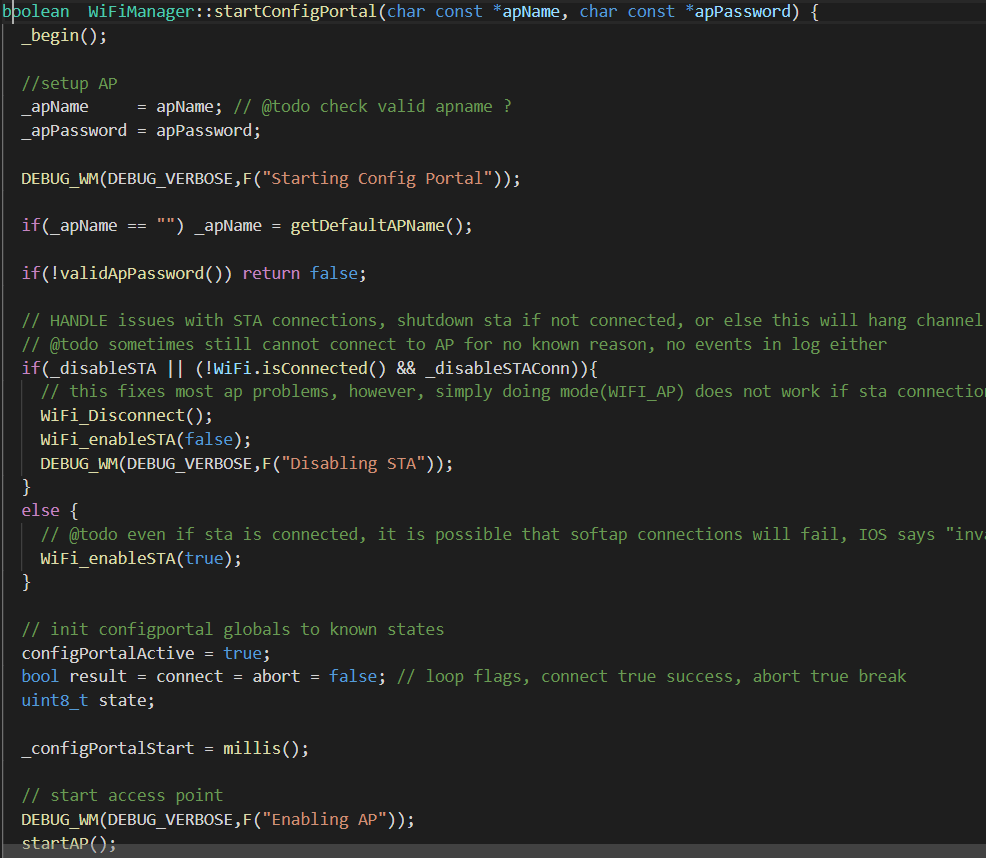 boolean  WiFiManager::startConfigPortal(char const *apName, char const *apPassword) {
  _begin();

  //setup AP
  _apName     = apName; // @todo check valid apname ?
  _apPassword = apPassword;

  DEBUG_WM(DEBUG_VERBOSE,F("Starting Config Portal"));

  if(_apName == "") _apName = getDefaultAPName();

  if(!validApPassword()) return false;

  // HANDLE issues with STA connections, shutdown sta if not connected, or else this will hang channel
  // @todo sometimes still cannot connect to AP for no known reason, no events in log either
  if(_disableSTA || (!WiFi.isConnected() && _disableSTAConn)){
    // this fixes most ap problems, however, simply doing mode(WIFI_AP) does not work if sta connectio
    WiFi_Disconnect();
    WiFi_enableSTA(false);
    DEBUG_WM(DEBUG_VERBOSE,F("Disabling STA"));
  }
  else {
    // @todo even if sta is connected, it is possible that softap connections will fail, IOS says "inva
    WiFi_enableSTA(true);
  }

  // init configportal globals to known states
  configPortalActive = true;
  bool result = connect = abort = false; // loop flags, connect true success, abort true break
  uint8_t state;

  _configPortalStart = millis();

  // start access point
  DEBUG_WM(DEBUG_VERBOSE,F("Enabling AP"));
  startAP();